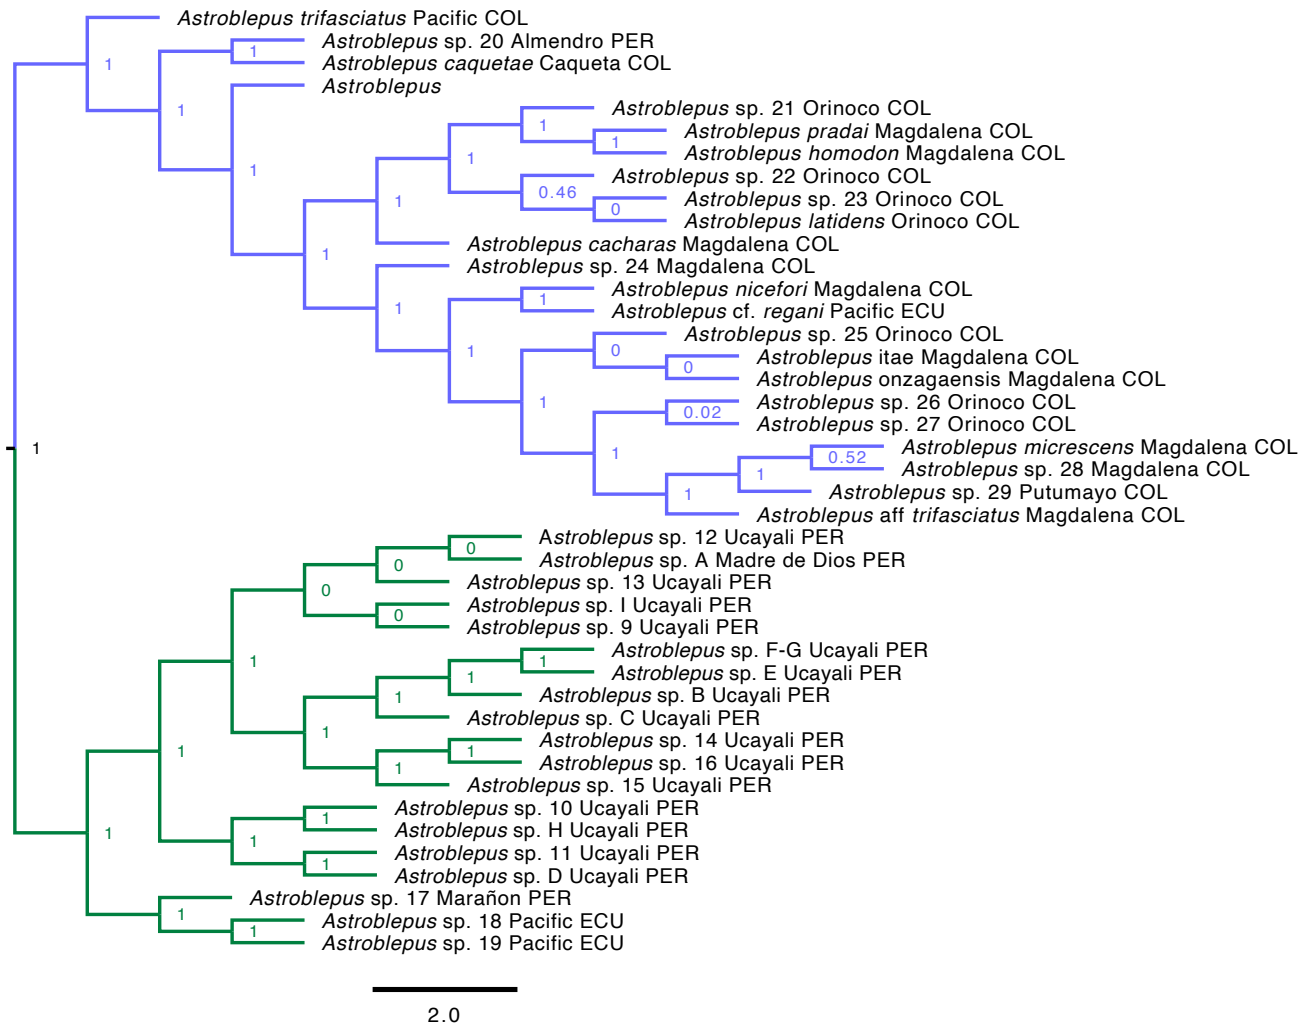 Astroblepus trifasciatus Pacific COL
Astroblepus sp. 20 Almendro PER
1
Astroblepus caquetae Caqueta COL
1
Astroblepus
Astroblepus sp. 21 Orinoco COL
1
1
Astroblepus pradai Magdalena COL
1
Astroblepus homodon Magdalena COL
1
1
Astroblepus sp. 22 Orinoco COL
0.46
Astroblepus sp. 23 Orinoco COL
1
0
Astroblepus latidens Orinoco COL
Astroblepus cacharas Magdalena COL
1
Astroblepus sp. 24 Magdalena COL
Astroblepus nicefori Magdalena COL
1
1
Astroblepus cf. regani Pacific ECU
Astroblepus sp. 25 Orinoco COL
1
0
Astroblepus itae Magdalena COL
0
Astroblepus onzagaensis Magdalena COL
1
Astroblepus sp. 26 Orinoco COL
0.02
Astroblepus sp. 27 Orinoco COL
1
1
Astroblepus micrescens Magdalena COL
0.52
Astroblepus sp. 28 Magdalena COL
1
1
Astroblepus sp. 29 Putumayo COL
Astroblepus aff trifasciatus Magdalena COL
Astroblepus sp. 12 Ucayali PER
0
Astroblepus sp. A Madre de Dios PER
0
Astroblepus sp. 13 Ucayali PER
0
Astroblepus sp. I Ucayali PER
0
Astroblepus sp. 9 Ucayali PER
Astroblepus sp. F-G Ucayali PER
1
1
Astroblepus sp. E Ucayali PER
1
Astroblepus sp. B Ucayali PER
1
Astroblepus sp. C Ucayali PER
1
Astroblepus sp. 14 Ucayali PER
1
1
Astroblepus sp. 16 Ucayali PER
1
Astroblepus sp. 15 Ucayali PER
Astroblepus sp. 10 Ucayali PER
1
Astroblepus sp. H Ucayali PER
1
1
Astroblepus sp. 11 Ucayali PER
1
Astroblepus sp. D Ucayali PER
Astroblepus sp. 17 Marañon PER
1
Astroblepus sp. 18 Pacific ECU
1
Astroblepus sp. 19 Pacific ECU
2.0